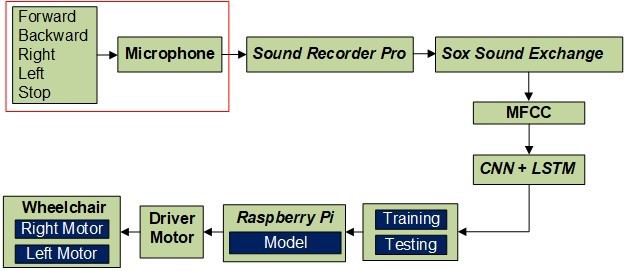 Forward
Backward
Right
Left
Stop
Microphone
Sound Recorder Pro
Sox Sound Exchange
MFCC
CNN + LSTM
Training
Testing
Raspberry Pi
Model
Driver
Motor
Wheelchair
Right Motor
Left Motor